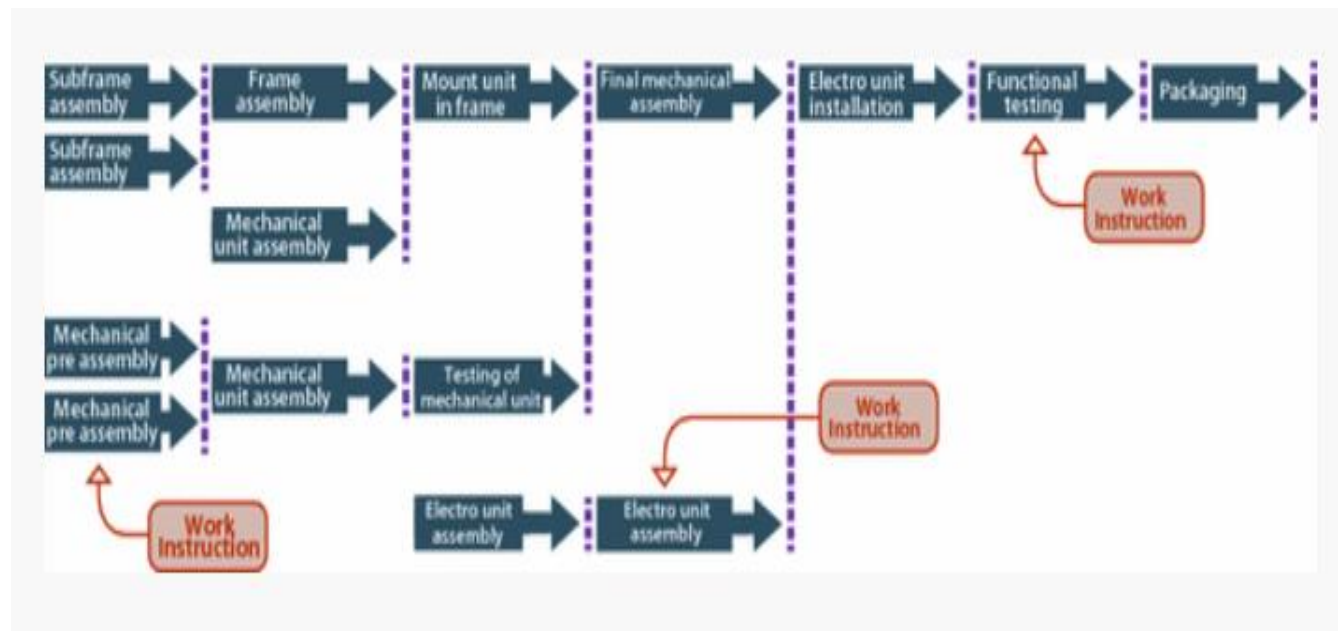 Subframe
assembly
Frame
assembly
Mount unit
in frame
Final mechanical
assembly
Electro unit
installation
Functional
testing
Packaging
Subframe
assembly
Work
Instruction
Mechanical
unit assembly
Mechanical
pre assembly
Mechanical
unit assembly
Testing of
mechanical unit
Mechanical
pre assembly
Work
Instruction
Electro unit
assembly
Electro unit
assembly
Work
Instruction